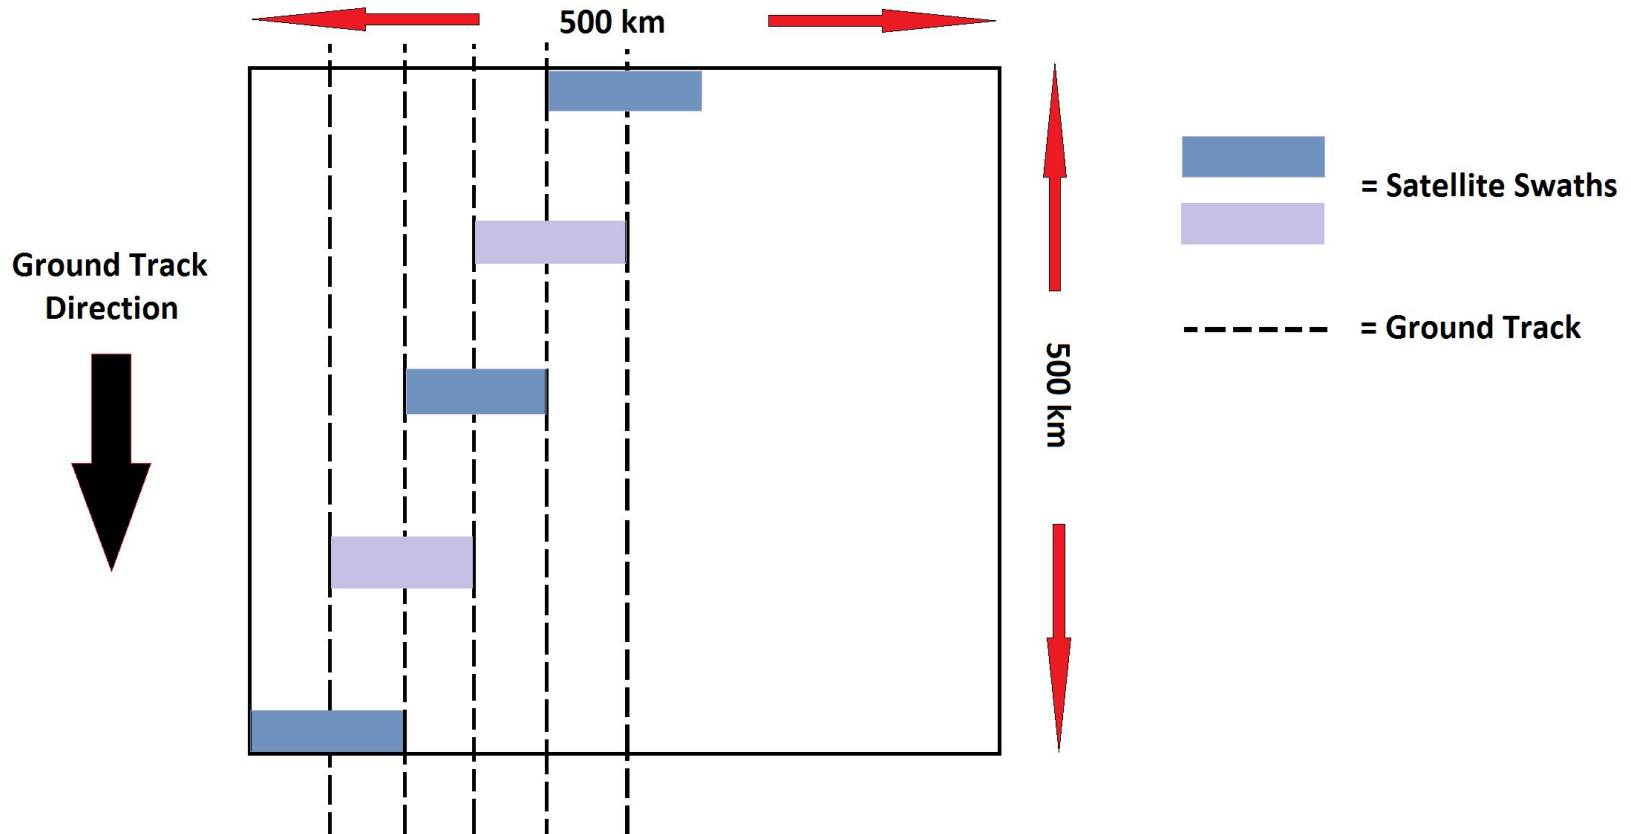 500 km
= Satellite Swaths
Ground Track
Direction
= Ground Track
500 km